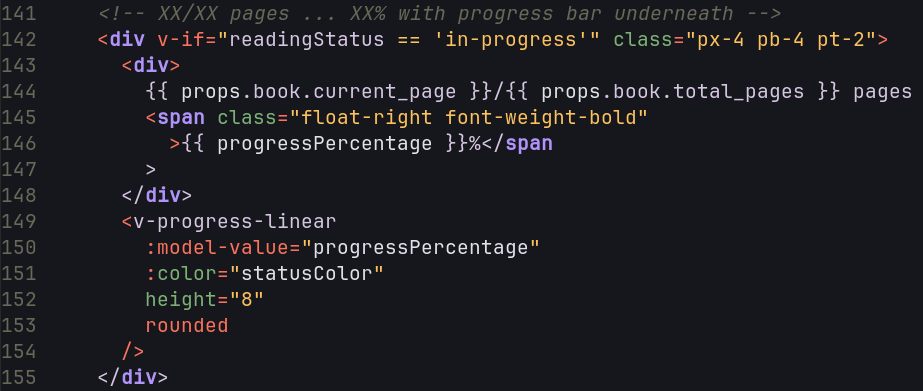 141 <!-- XX/XX pages ... XX% with progress bar underneath -->
142 <div v-if="readingStatus == 'in-progress'" class="px-4 pb-4 pt-2">
143 <div>
144 {{ props.book.current_page }}/{{ props.book.total_pages }} pages
145 <span class="float-right font-weight-bold"
146 >{{ progressPercentage }}%</span
147 >
148 </div>
149 <v-progress-linear
150 :model-value="progressPercentage"
151 :color="statusColor"
152 height="8"
153 rounded
154 />
155 </div>